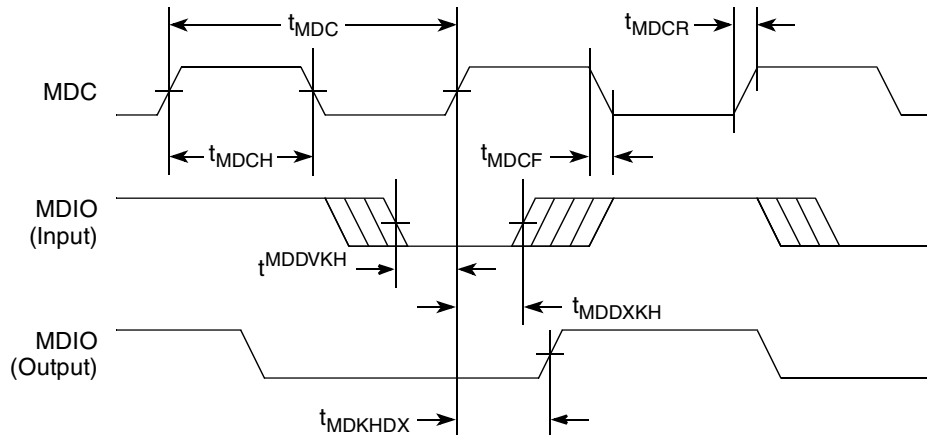 tMDC
tMDCR
MDC
tMDCH
tMDCF
MDIO
(Input)
tMDDVKH
tMDDXKH
MDIO
(Output)
tMDKHDX